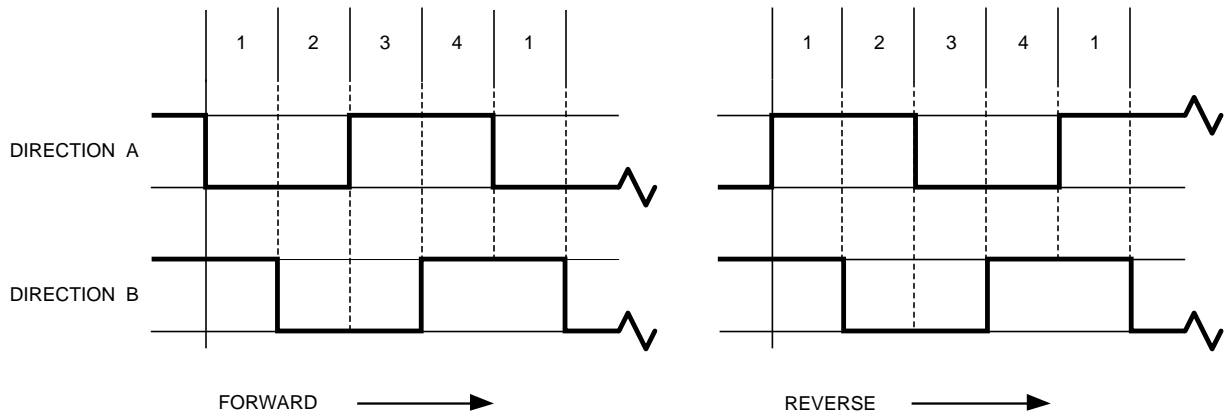 1 2 3 4 1
1 2 3 4 1
DIRECTION A
DIRECTION B
FORWARD
REVERSE